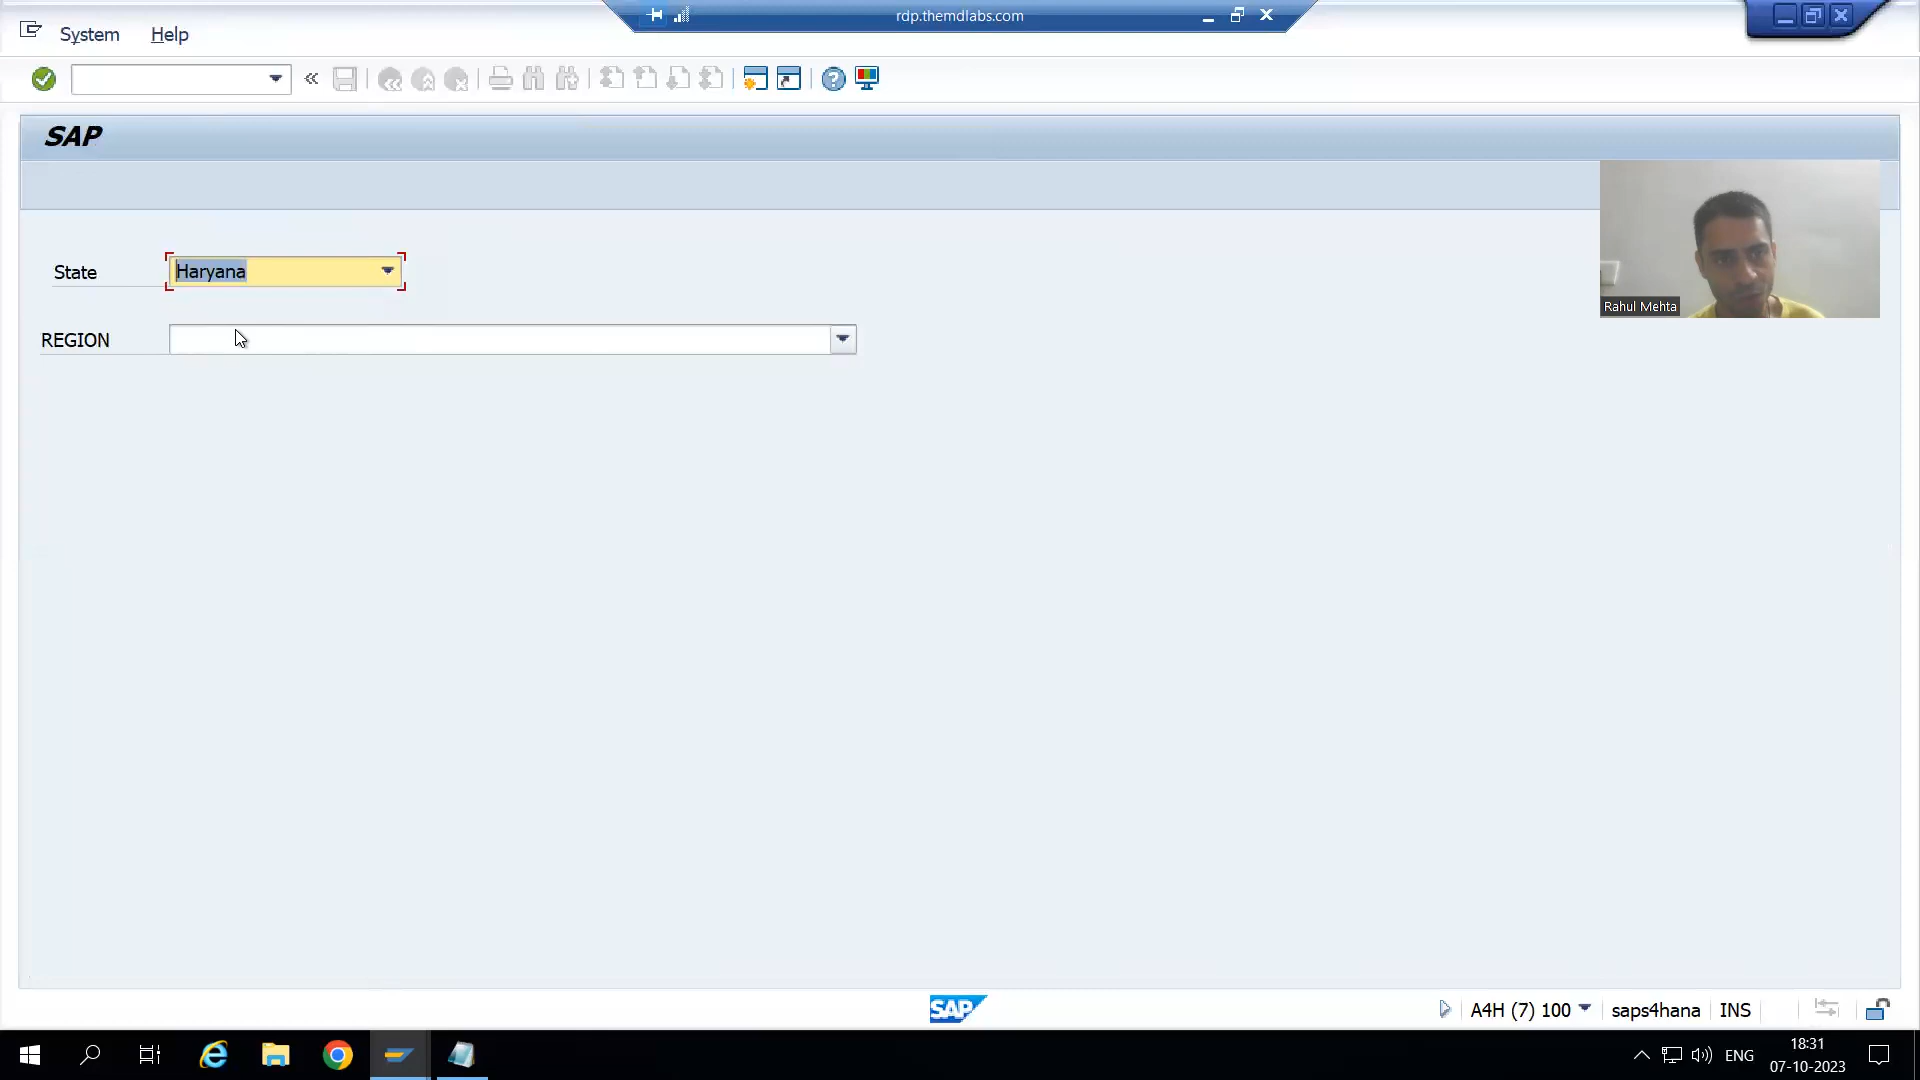 rdp.themdlabs.com
System Help
SAP
State Haryana
REGION
Rahul Mehta
SAP
A4H (7) 100 saps4hana INS
ENG
18:31
07-10-2023